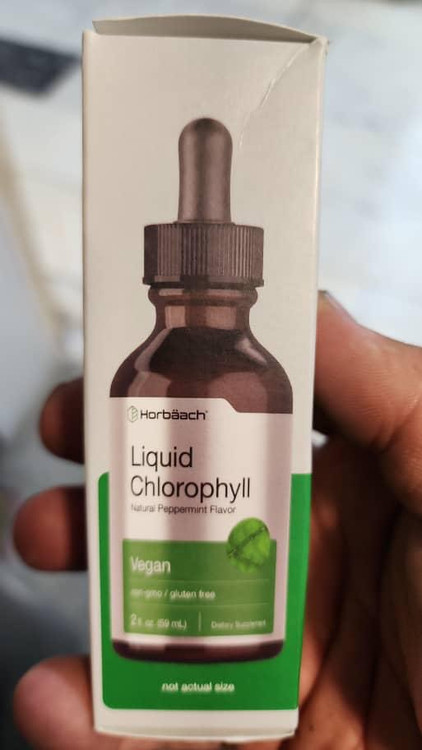 Horbäach
Liquid
Chlorophyll
Natural Peppermint Flavor
Vegan
non-gmo / gluten free
2 fl. oz. (59 mL) Dietary Supplement
not actual size